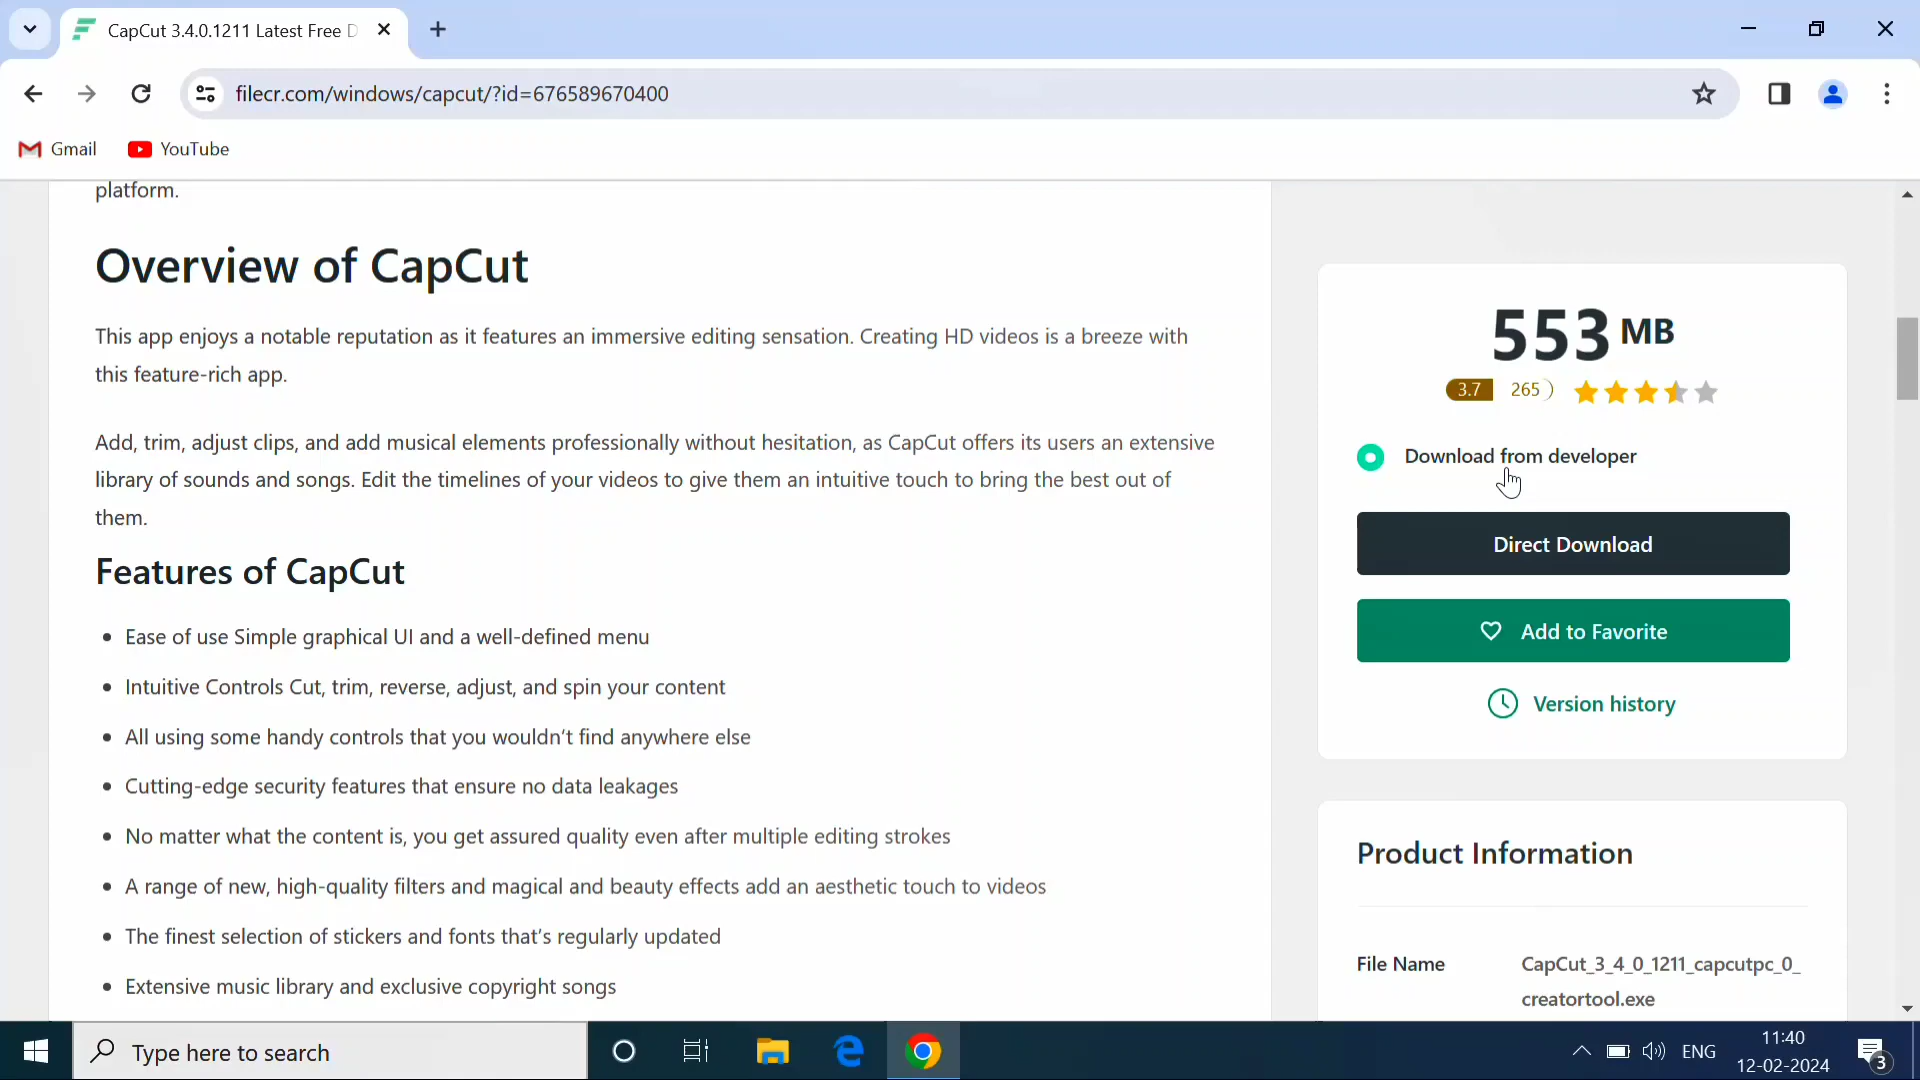 CapCut 3.4.0.1211 Latest Free D
filecr.com/windows/capcut/?id=676589670400
Gmail
YouTube
platform.
Overview of CapCut
This app enjoys a notable reputation as it features an immersive editing sensation. Creating HD videos is a breeze with
this feature-rich app.
Add, trim, adjust clips, and add musical elements professionally without hesitation, as CapCut offers its users an extensive
library of sounds and songs. Edit the timelines of your videos to give them an intuitive touch to bring the best out of
them.
Features of CapCut
Ease of use Simple graphical UI and a well-defined menu
Intuitive Controls Cut, trim, reverse, adjust, and spin your content
All using some handy controls that you wouldn't find anywhere else
Cutting-edge security features that ensure no data leakages
No matter what the content is, you get assured quality even after multiple editing strokes
A range of new, high-quality filters and magical and beauty effects add an aesthetic touch to videos
The finest selection of stickers and fonts that's regularly updated
Extensive music library and exclusive copyright songs
553 MB
3.7 265 )
Download from developer
Direct Download
Add to Favorite
Version history
Product Information
File Name
CapCut_3_4_0_1211_capcutpc_0_
creatortool.exe
Type here to search
ENG
11:40
12-02-2024
3